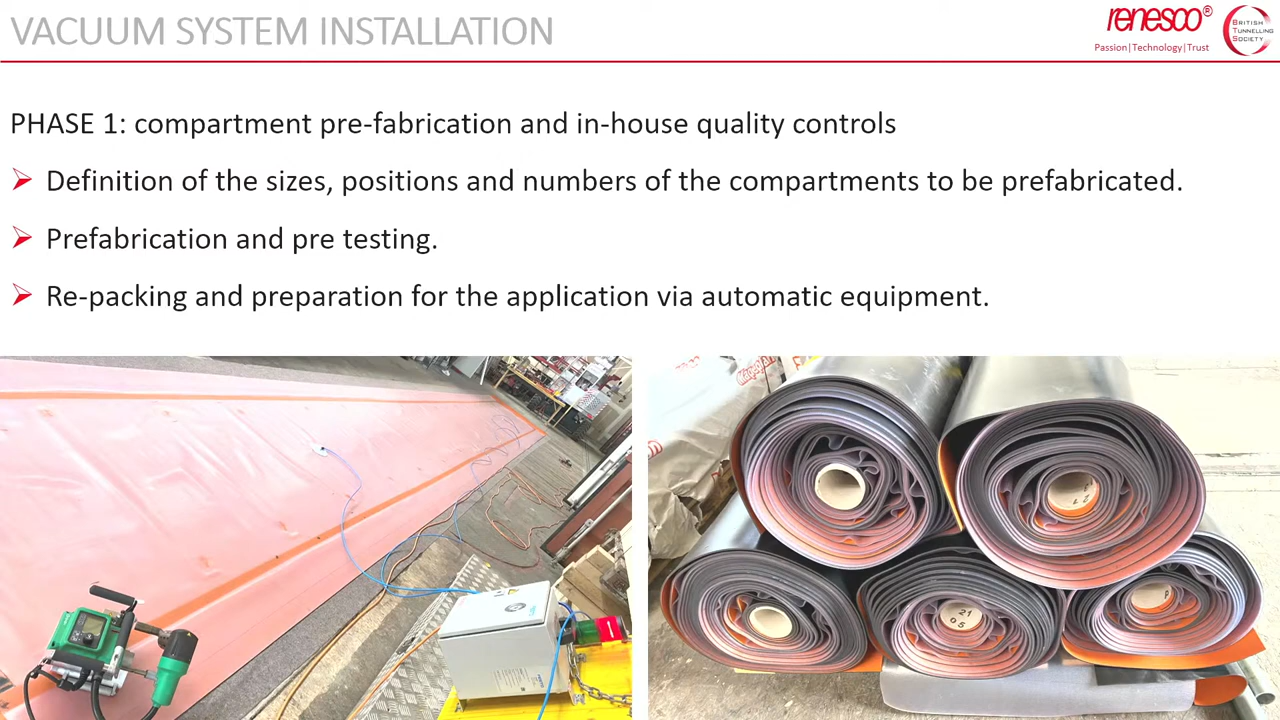 VACUUM SYSTEM INSTALLATION
renesco®
Passion|Technology|Trust
BRITISH
TUNNELLING
SOCIETY
PHASE 1: compartment pre-fabrication and in-house quality controls
Definition of the sizes, positions and numbers of the compartments to be prefabricated.
Prefabrication and pre testing.
Re-packing and preparation for the application via automatic equipment.
21
05
P